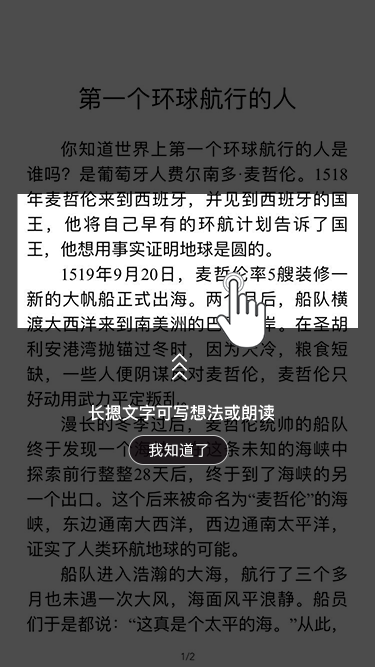 第一个环球航行的人
你知道世界上第一个环球航行的人是
谁吗？是葡萄牙人费尔南多·麦哲伦。1518
年麦哲伦来到西班牙，并见到西班牙的国
王，他将自己早有的环航计划告诉了国
王，他想用事实证明地球是圆的。
1519年9月20日，麦哲伦率5艘装修一
新的大帆船正式出海。两个月后，船队横
渡大西洋来到南美洲的巴 岸。在圣胡
利安港湾抛锚过冬时，因为 冷，粮食短
缺，一些人便阴谋 对麦哲伦，麦哲伦只
好动用武力平定叛乱。
长摁文字可写想法或朗读
漫长的冬季过后，麦哲伦统帅的船队
终于发现一个海 这条未知的海峡中
我知道了
探索前行整整28天后，终于到了海峡的另
一个出口。这个后来被命名为“麦哲伦”的海
峡，东边通南大西洋，西边通南太平洋，
证实了人类环航地球的可能。
船队进入浩瀚的大海，航行了三个多
月也未遇一次大风，海面风平浪静。船员
们于是都说：“这真是个太平的海。”从此，
1/2